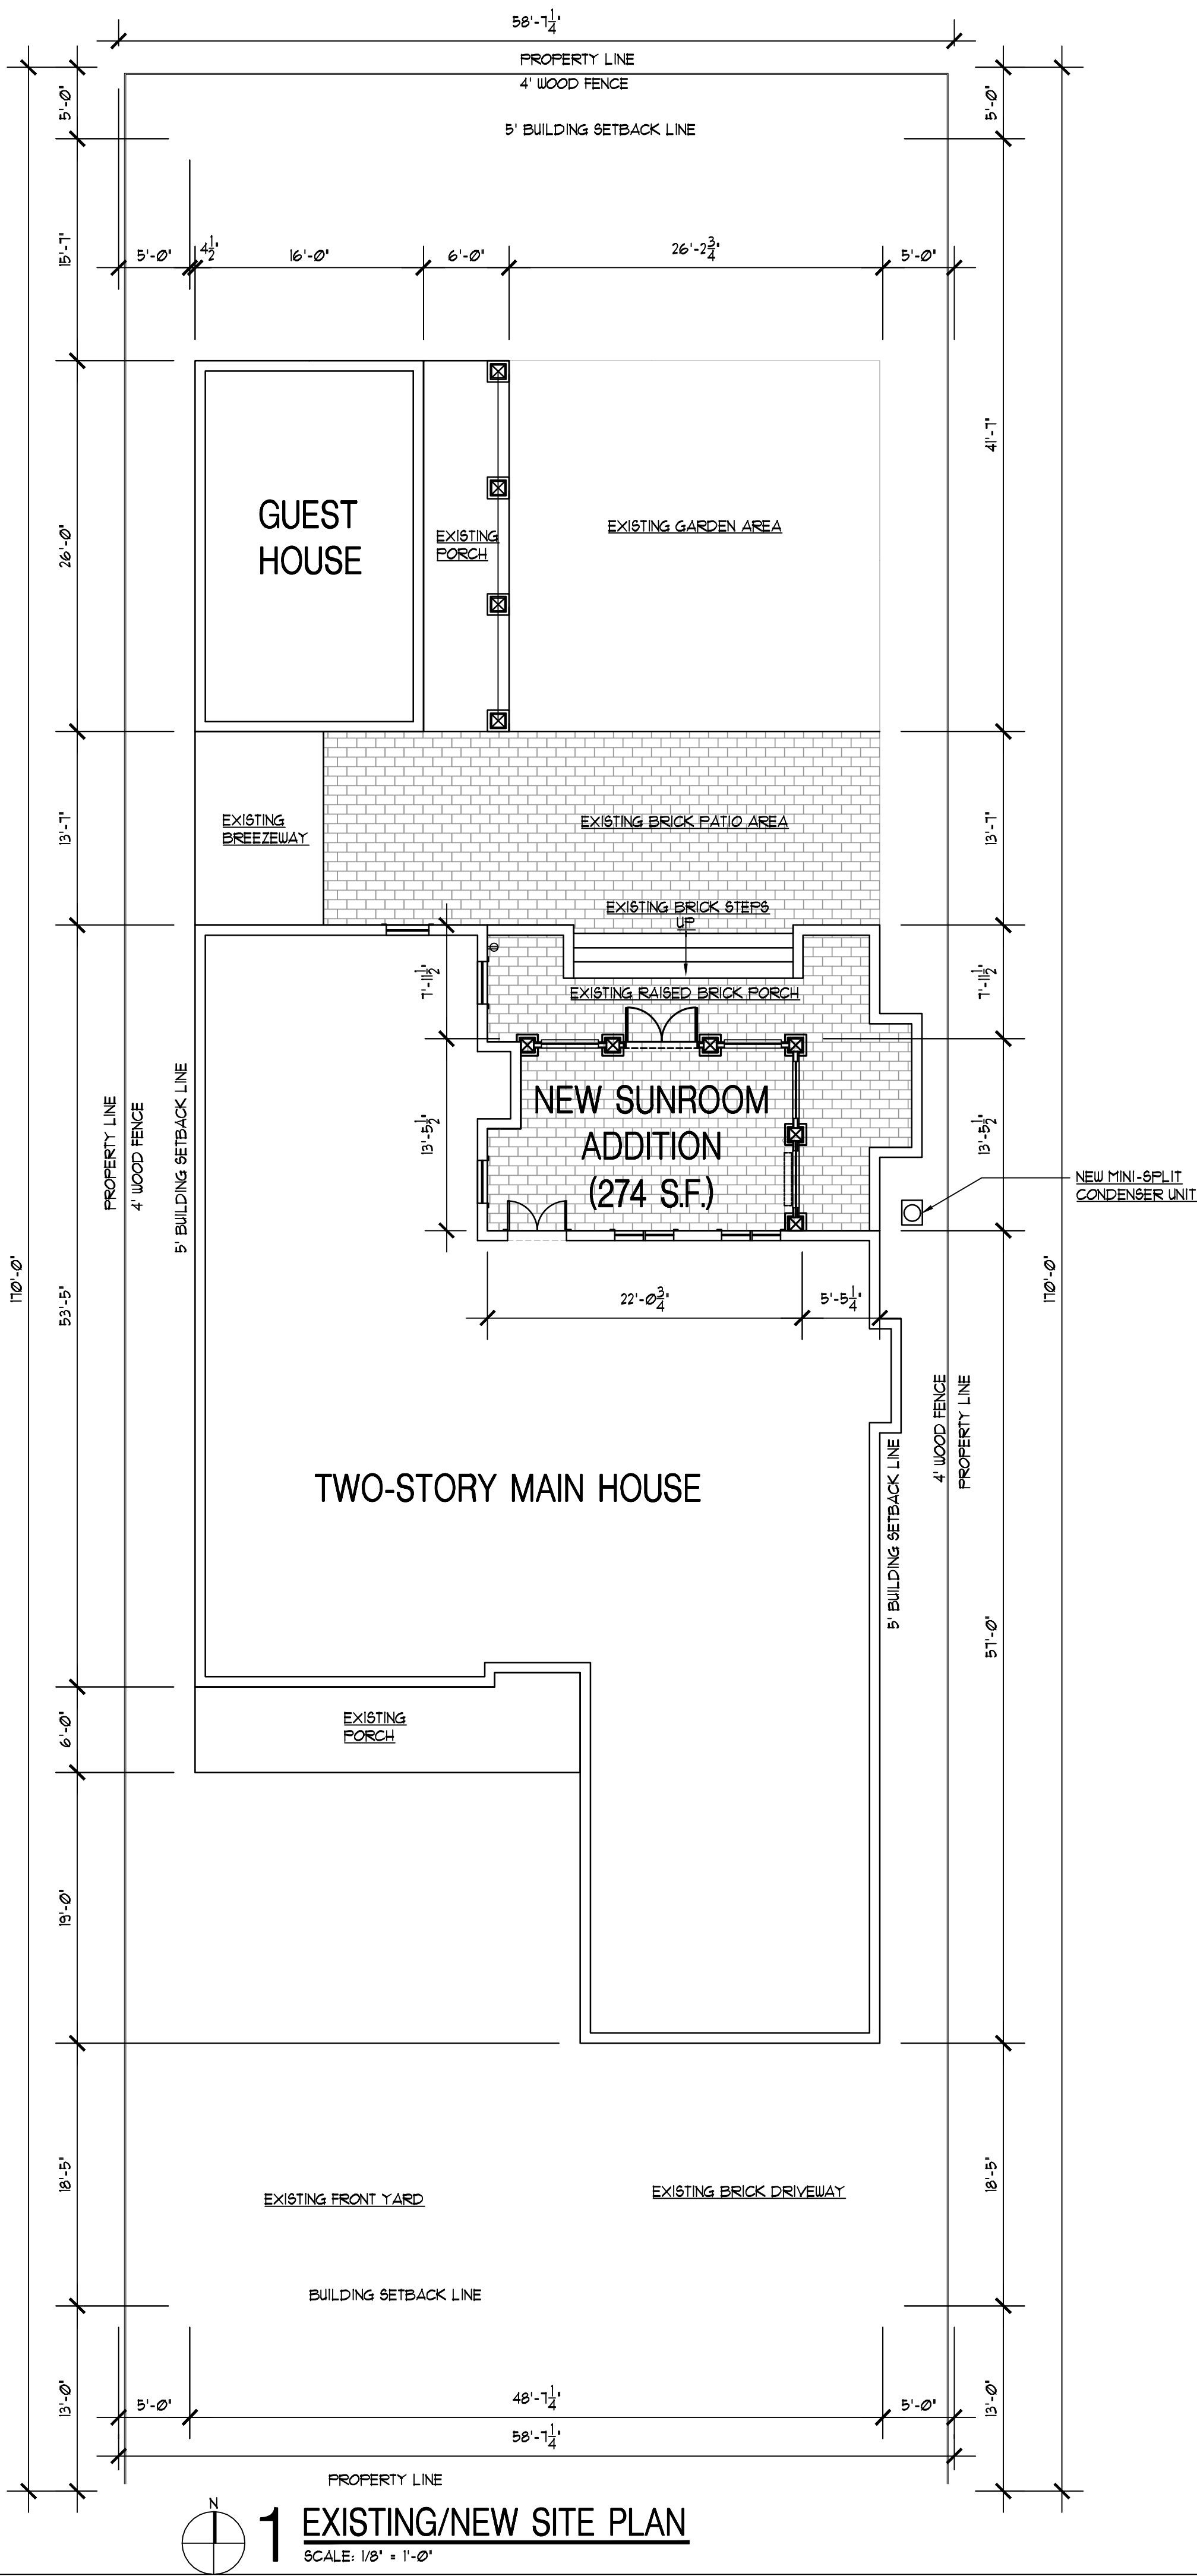 58'-7 1/4"
PROPERTY LINE
4' WOOD FENCE
5' BUILDING SETBACK LINE
5'-0"
5'-0"
15'-7"
5'-0"
4 1/2"
16'-0"
6'-0"
26'-2 3/4"
5'-0"
41'-7"
26'-0"
GUEST
HOUSE
EXISTING
PORCH
EXISTING GARDEN AREA
13'-7"
EXISTING
BREEZEWAY
EXISTING BRICK PATIO AREA
13'-7"
EXISTING BRICK STEPS
UP
7'-11 1/2"
EXISTING RAISED BRICK PORCH
7'-11 1/2"
PROPERTY LINE
4' WOOD FENCE
5' BUILDING SETBACK LINE
13'-5 1/2"
NEW SUNROOM
ADDITION
(274 S.F.)
13'-5 1/2"
NEW MINI-SPLIT
CONDENSER UNIT
170'-0"
53'-5"
22'-0 3/4"
5'-5 1/4"
170'-0"
TWO-STORY MAIN HOUSE
5' BUILDING SETBACK LINE
4' WOOD FENCE
PROPERTY LINE
57'-0"
6'-0"
EXISTING
PORCH
19'-0"
18'-5"
EXISTING FRONT YARD
EXISTING BRICK DRIVEWAY
18'-5"
BUILDING SETBACK LINE
13'-0"
5'-0"
48'-7 1/4"
5'-0"
13'-0"
58'-7 1/4"
PROPERTY LINE
N
1 EXISTING/NEW SITE PLAN
SCALE: 1/8" = 1'-0"